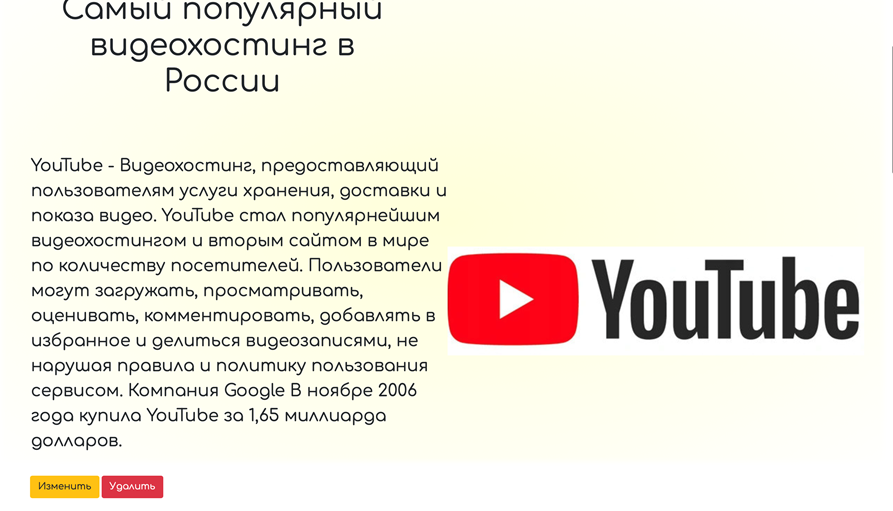 Самый популярный
видеохостинг в
России
YouTube - Видеохостинг, предоставляющий
пользователям услуги хранения, доставки и
показа видео. YouTube стал популярнейшим
видеохостингом и вторым сайтом в мире
по количеству посетителей. Пользователи
могут загружать, просматривать,
оценивать, комментировать, добавлять в
избранное и делиться видеозаписями, не
нарушая правила и политику пользования
сервисом. Компания Google В ноябре 2006
года купила YouTube за 1,65 миллиарда
долларов.
YouTube
Изменить Удалить